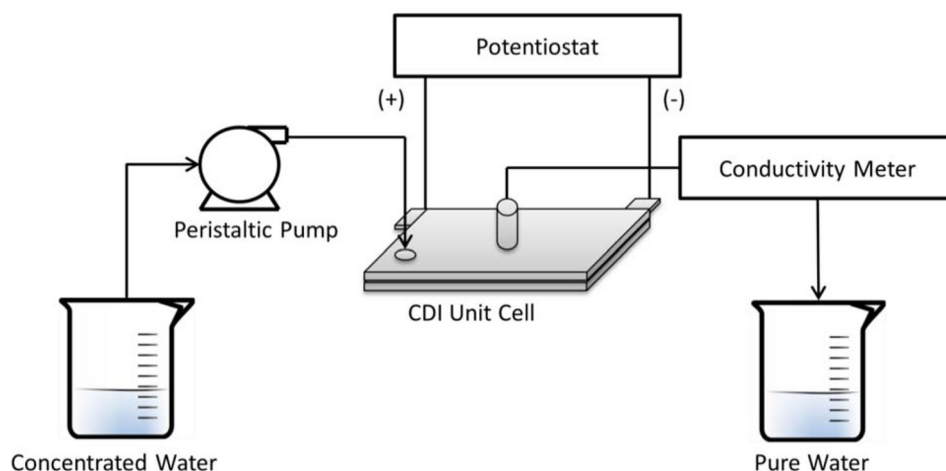 Potentiostat
(+)
(-)
Conductivity Meter
Peristaltic Pump
CDI Unit Cell
Concentrated Water
Pure Water